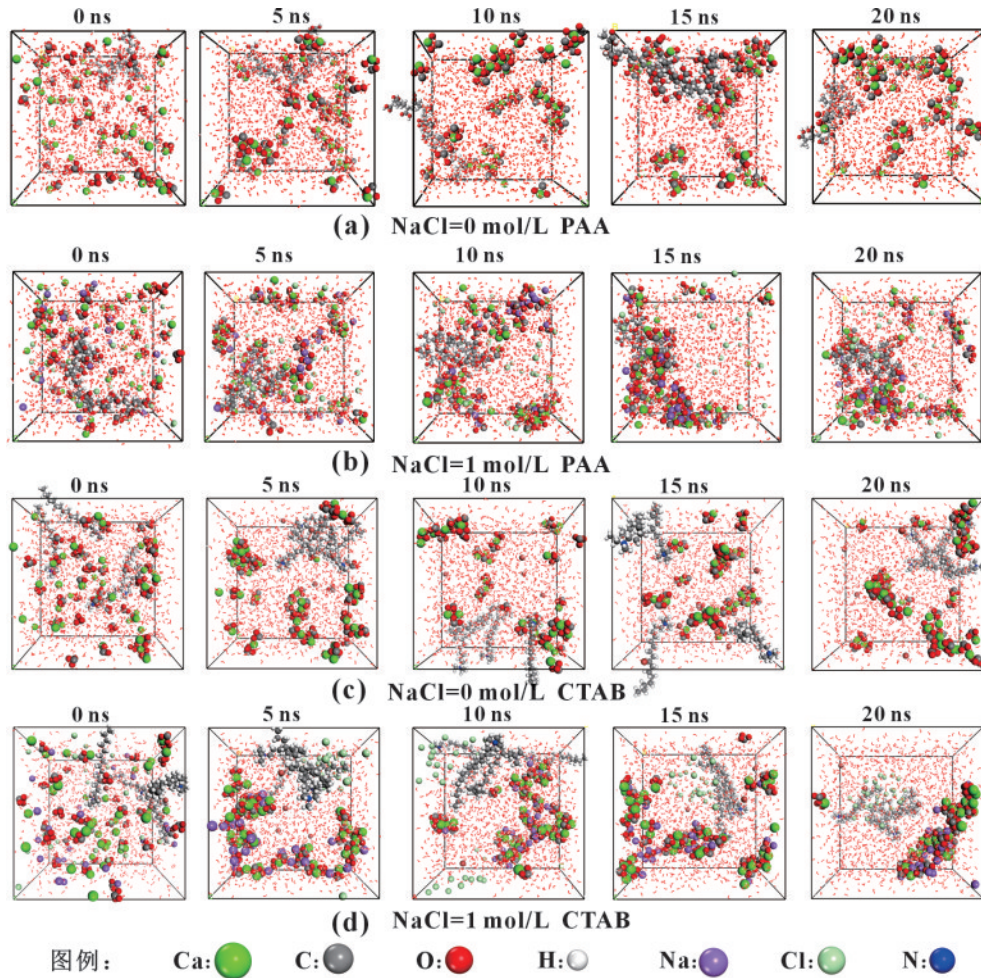 0 ns 5 ns 10 ns 15 ns 20 ns
(a) NaCl=0 mol/L PAA
0 ns 5 ns 10 ns 15 ns 20 ns
(b) NaCl=1 mol/L PAA
0 ns 5 ns 10 ns 15 ns 20 ns
(c) NaCl=0 mol/L CTAB
0 ns 5 ns 10 ns 15 ns 20 ns
(d) NaCl=1 mol/L CTAB
图例: Ca: C: O: H: Na: Cl: N: